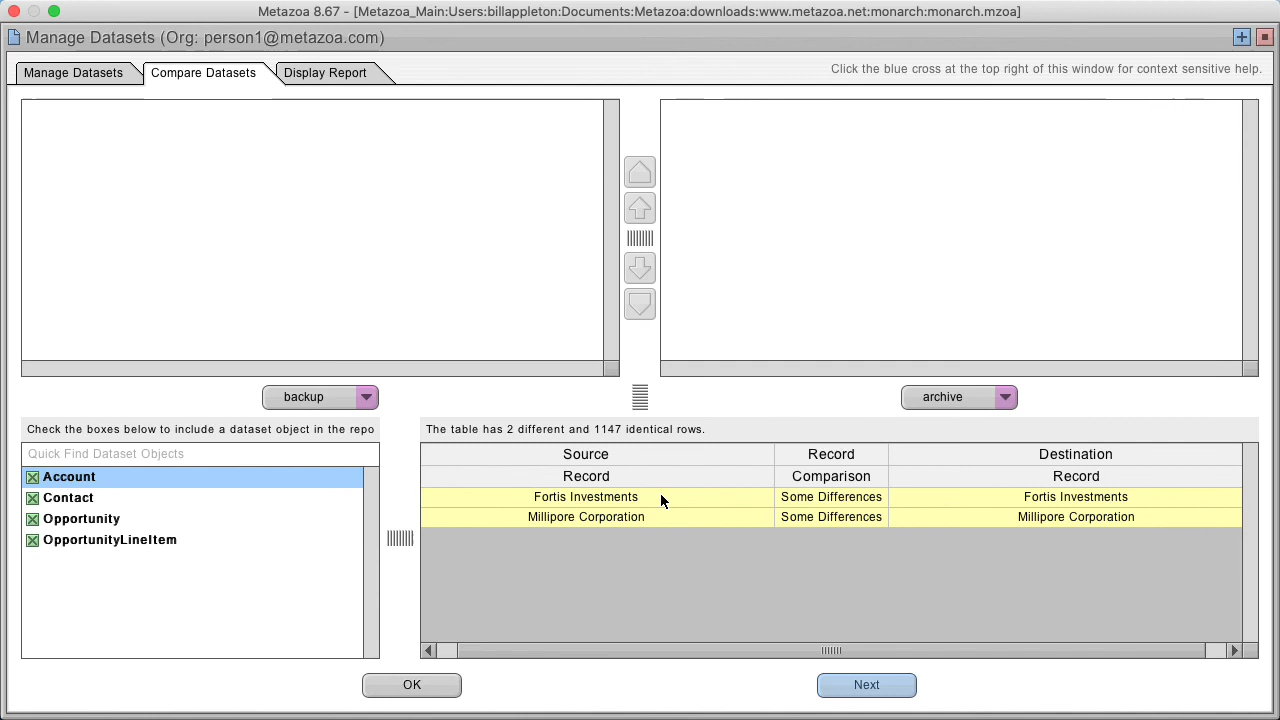 Metazoa 8.67 - [Metazoa_Main:Users:billappleton:Documents:Metazoa:downloads:www.metazoa.net:monarch:monarch.mzoa]
Manage Datasets (Org: person1@metazoa.com)
Manage Datasets Compare Datasets Display Report Click the blue cross at the top right of this window for context sensitive help.
backup archive
Check the boxes below to include a dataset object in the repo
The table has 2 different and 1147 identical rows.
Quick Find Dataset Objects
Account
Contact
Opportunity
OpportunityLineItem
Source Record Destination
Record Comparison Record
Fortis Investments Some Differences Fortis Investments
Millipore Corporation Some Differences Millipore Corporation
OK Next